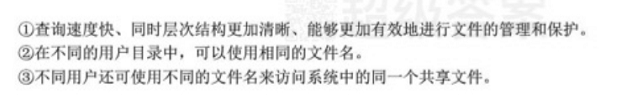 ①查询速度快、同时层次结构更加清晰、能够更加有效地进行文件的管理和保护。
②在不同的用户目录中，可以使用相同的文件名。
③不同用户还可使用不同的文件名来访问系统中的同一个共享文件。